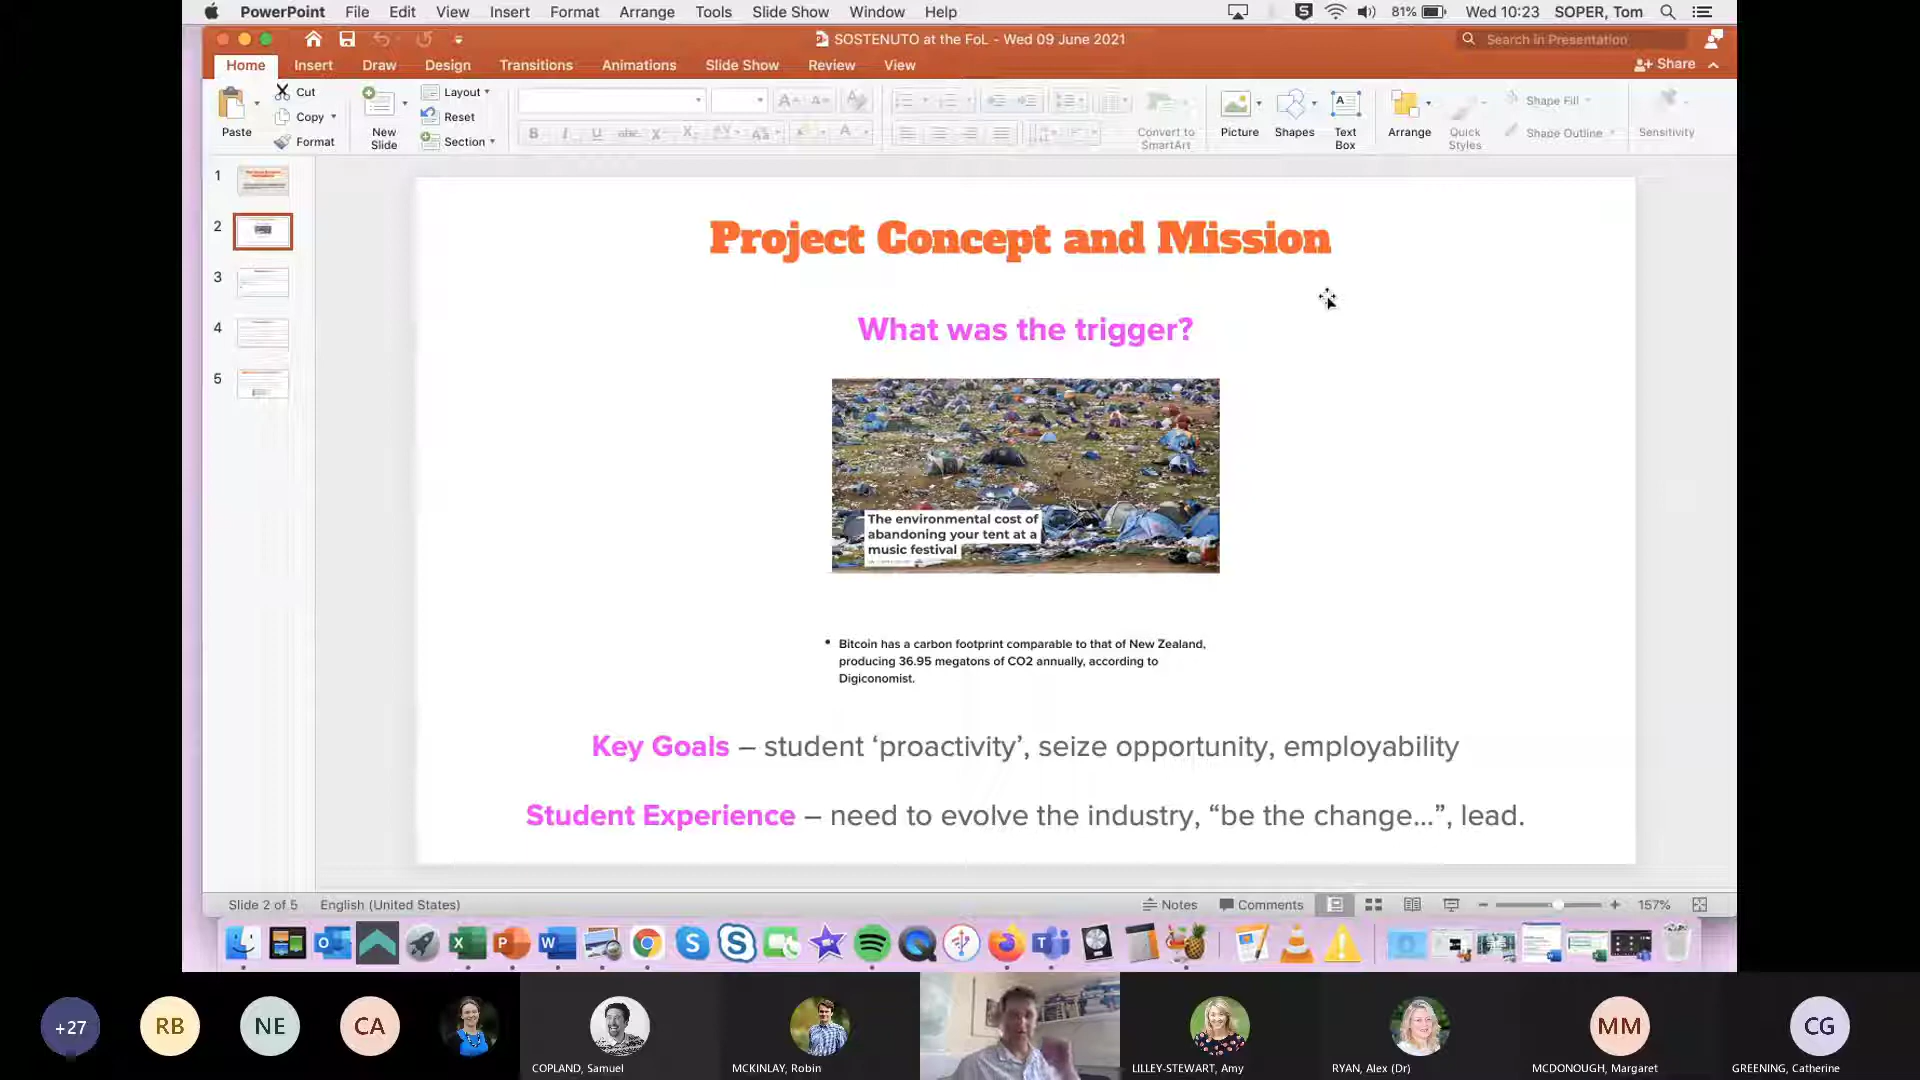 PowerPoint File Edit View Insert Format Arrange Tools Slide Show Window Help 81% Wed 10:23 SOPER, Tom
SOSTENUTO at the FoL - Wed 09 June 2021 Search in Presentation
Home Insert Draw Design Transitions Animations Slide Show Review View Share
Paste Cut Copy Format New Slide Layout Reset Section
Convert to SmartArt Picture Shapes Text Box Arrange Quick Styles Shape Fill Shape Outline Sensitivity
1
2
3
4
5
Project Concept and Mission
What was the trigger?
The environmental cost of
abandoning your tent at a
music festival
• Bitcoin has a carbon footprint comparable to that of New Zealand,
producing 36.95 megatons of CO2 annually, according to
Digiconomist.
Key Goals – student ‘proactivity’, seize opportunity, employability
Student Experience – need to evolve the industry, “be the change...”, lead.
Slide 2 of 5 English (United States) Notes Comments 157%
+27 RB NE CA MM CG
COPLAND, Samuel MCKINLAY, Robin LILLEY-STEWART, Amy RYAN, Alex (Dr) MCDONOUGH, Margaret GREENING, Catherine